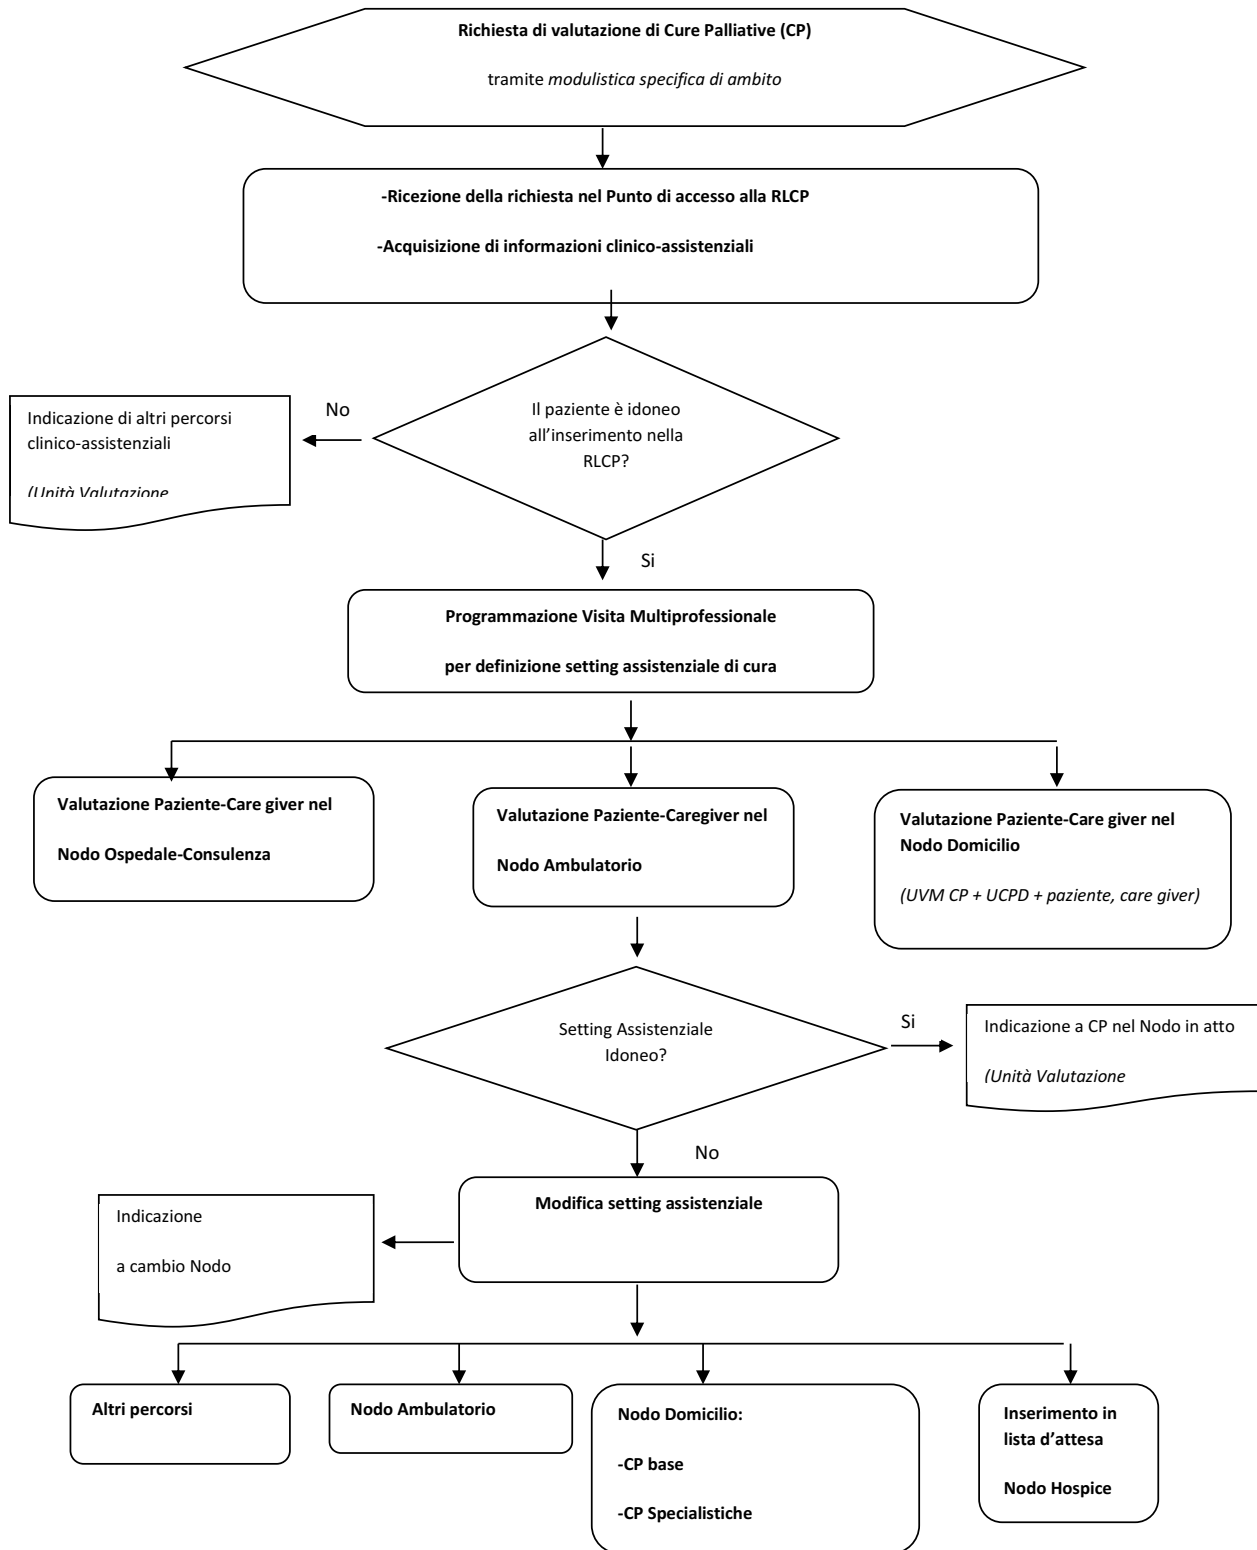 Richiesta di valutazione di Cure Palliative (CP)
tramite modulistica specifica di ambito
-Ricezione della richiesta nel Punto di accesso alla RLCP
-Acquisizione di informazioni clinico-assistenziali
Il paziente è idoneo
all'inserimento nella
RLCP?
No
Indicazione di altri percorsi
clinico-assistenziali
(Unità Valutazione
Si
Programmazione Visita Multiprofessionale
per definizione setting assistenziale di cura
Valutazione Paziente-Care giver nel
Nodo Ospedale-Consulenza
Valutazione Paziente-Caregiver nel
Nodo Ambulatorio
Valutazione Paziente-Care giver nel
Nodo Domicilio
(UVM CP + UCPD + paziente, care giver)
Setting Assistenziale
Idoneo?
Si
Indicazione a CP nel Nodo in atto
(Unità Valutazione
No
Modifica setting assistenziale
Indicazione
a cambio Nodo
Altri percorsi
Nodo Ambulatorio
Nodo Domicilio:
-CP base
-CP Specialistiche
Inserimento in
lista d'attesa
Nodo Hospice